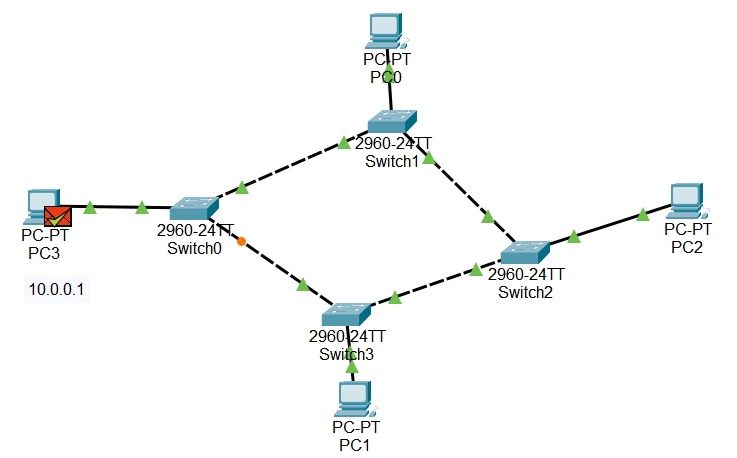 PC-PT
PC0
2960-24TT
Switch1
PC-PT
PC3
2960-24TT
Switch0
PC-PT
PC2
2960-24TT
Switch2
10.0.0.1
2960-24TT
Switch3
PC-PT
PC1